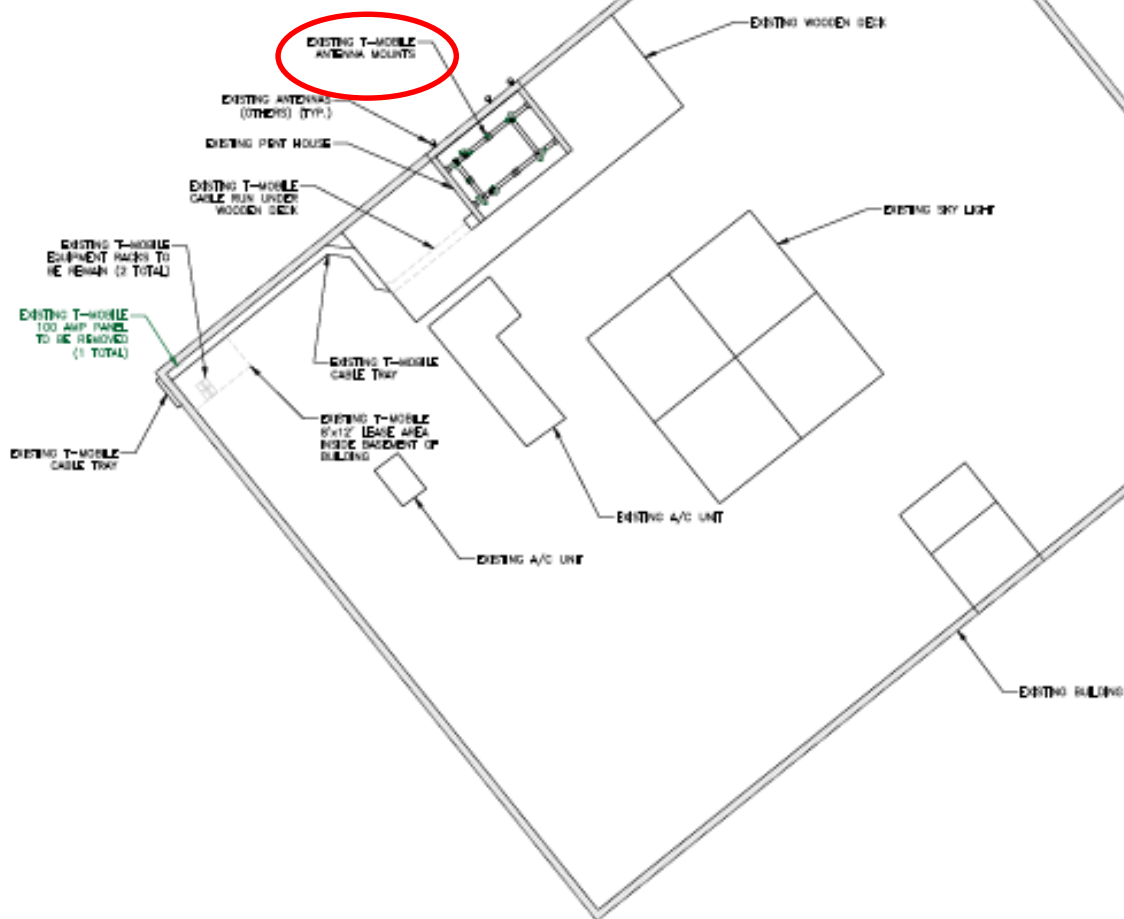 EXISTING WOODEN DECK
EXISTING T-MOBILE
ANTENNA MOUNTS
EXISTING ANTENNAS
(OTHERS) (TYP.)
EXISTING PENT HOUSE
EXISTING T-MOBILE
CABLE RUN UNDER
WOODEN DECK
EXISTING SKY LIGHT
EXISTING T-MOBILE
EQUIPMENT RACKS TO
BE REMAIN (2 TOTAL)
EXISTING T-MOBILE
100 AMP PANEL
TO BE REMOVED
(1 TOTAL)
EXISTING T-MOBILE
CABLE TRAY
EXISTING T-MOBILE
8'x12' LEASE AREA
INSIDE BASEMENT OF
BUILDING
EXISTING T-MOBILE
CABLE TRAY
EXISTING A/C UNIT
EXISTING A/C UNIT
EXISTING BUILDING